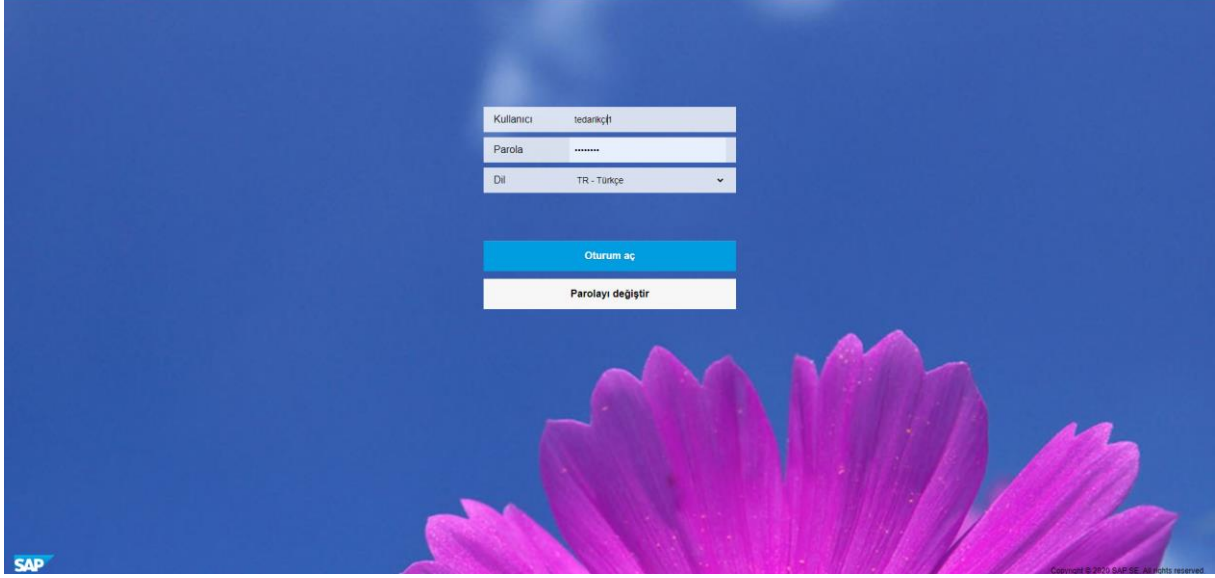 Kullanıcı tedarikçi1
Parola ••••••••
Dil TR - Türkçe
Oturum aç
Parolayı değiştir
SAP
Copyright © 2020 SAP SE. All rights reserved